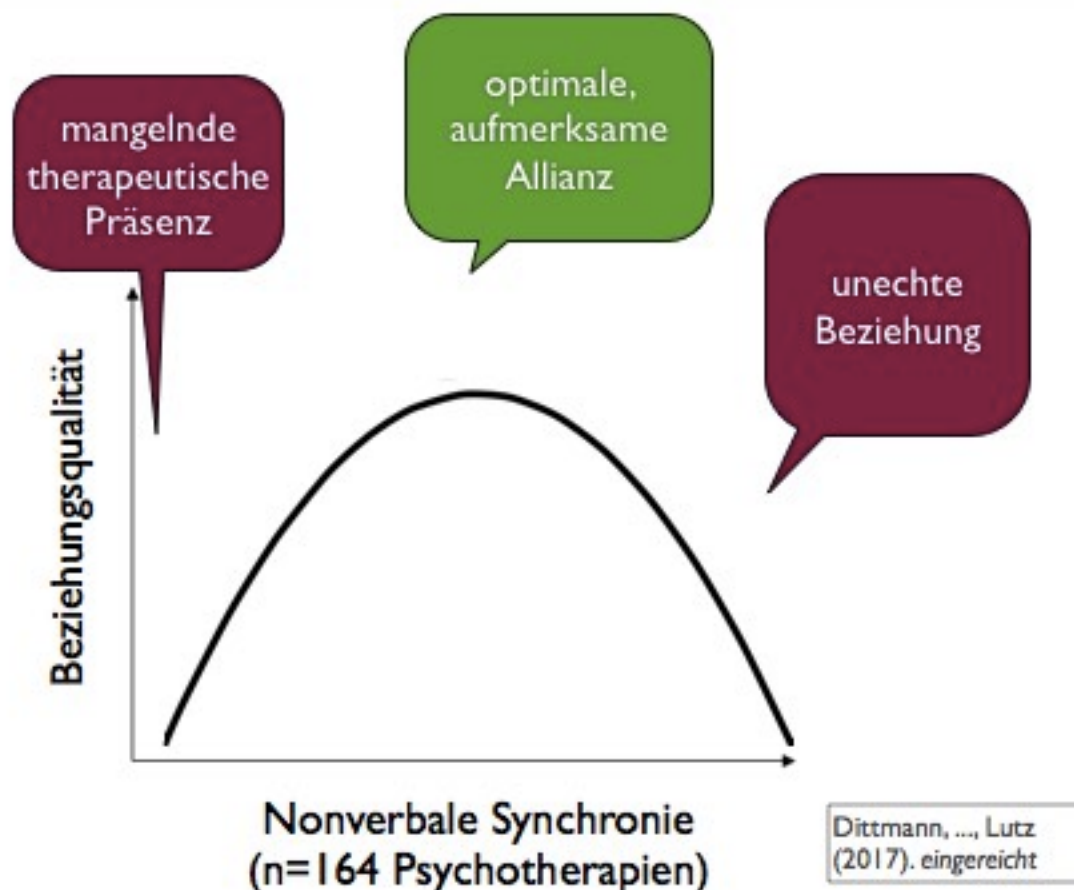 mangelnde
therapeutische
Präsenz
optimale,
aufmerksame
Allianz
unechte
Beziehung
Beziehungsqualität
Nonverbale Synchronie
(n=164 Psychotherapien)
Dittmann, ..., Lutz
(2017). eingereicht